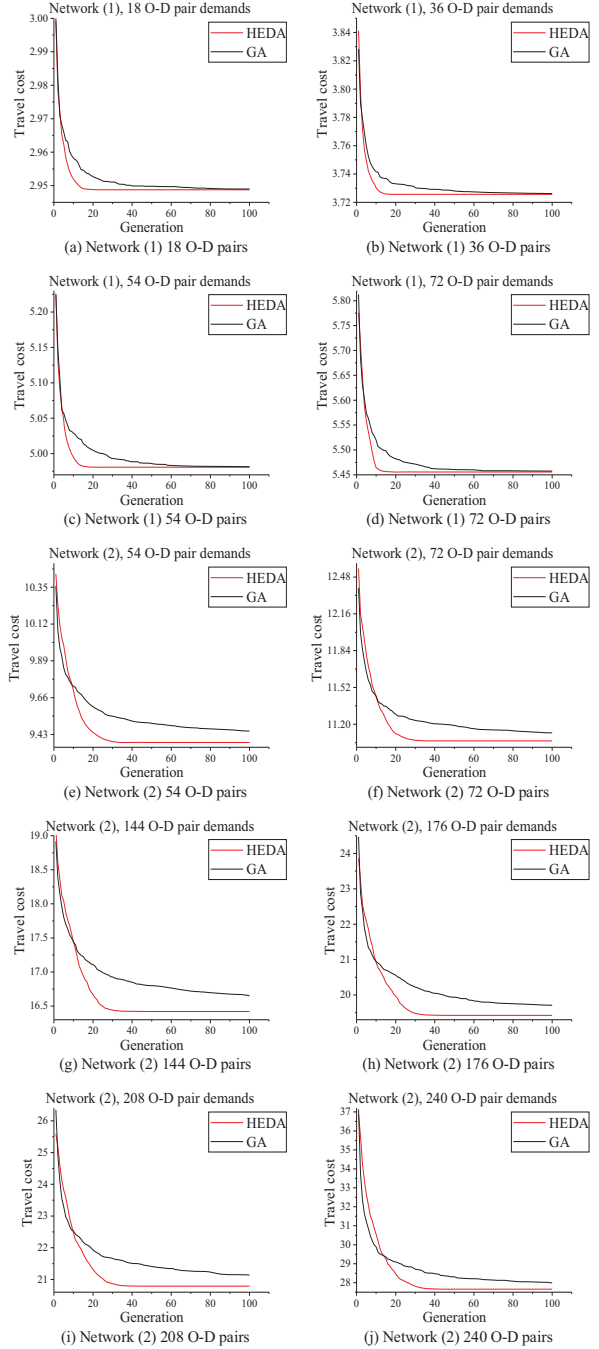 Network (1), 18 O-D pair demands
3.00
2.99
2.98
2.97
2.96
2.95
Travel cost
HEDA
GA
0 20 40 60 80 100
Generation
(a) Network (1) 18 O-D pairs
Network (1), 36 O-D pair demands
3.84
3.82
3.80
3.78
3.76
3.74
3.72
Travel cost
HEDA
GA
0 20 40 60 80 100
Generation
(b) Network (1) 36 O-D pairs
Network (1), 54 O-D pair demands
5.20
5.15
5.10
5.05
5.00
Travel cost
HEDA
GA
0 20 40 60 80 100
Generation
(c) Network (1) 54 O-D pairs
Network (1), 72 O-D pair demands
5.80
5.75
5.70
5.65
5.60
5.55
5.50
5.45
Travel cost
HEDA
GA
0 20 40 60 80 100
Generation
(d) Network (1) 72 O-D pairs
Network (2), 54 O-D pair demands
10.35
10.12
9.89
9.66
9.43
Travel cost
HEDA
GA
0 20 40 60 80 100
Generation
(e) Network (2) 54 O-D pairs
Network (2), 72 O-D pair demands
12.48
12.16
11.84
11.52
11.20
Travel cost
HEDA
GA
0 20 40 60 80 100
Generation
(f) Network (2) 72 O-D pairs
Network (2), 144 O-D pair demands
19.0
18.5
18.0
17.5
17.0
16.5
Travel cost
HEDA
GA
0 20 40 60 80 100
Generation
(g) Network (2) 144 O-D pairs
Network (2), 176 O-D pair demands
24
23
22
21
20
Travel cost
HEDA
GA
0 20 40 60 80 100
Generation
(h) Network (2) 176 O-D pairs
Network (2), 208 O-D pair demands
26
25
24
23
22
21
Travel cost
HEDA
GA
0 20 40 60 80 100
Generation
(i) Network (2) 208 O-D pairs
Network (2), 240 O-D pair demands
37
36
35
34
33
32
31
30
29
28
Travel cost
HEDA
GA
0 20 40 60 80 100
Generation
(j) Network (2) 240 O-D pairs